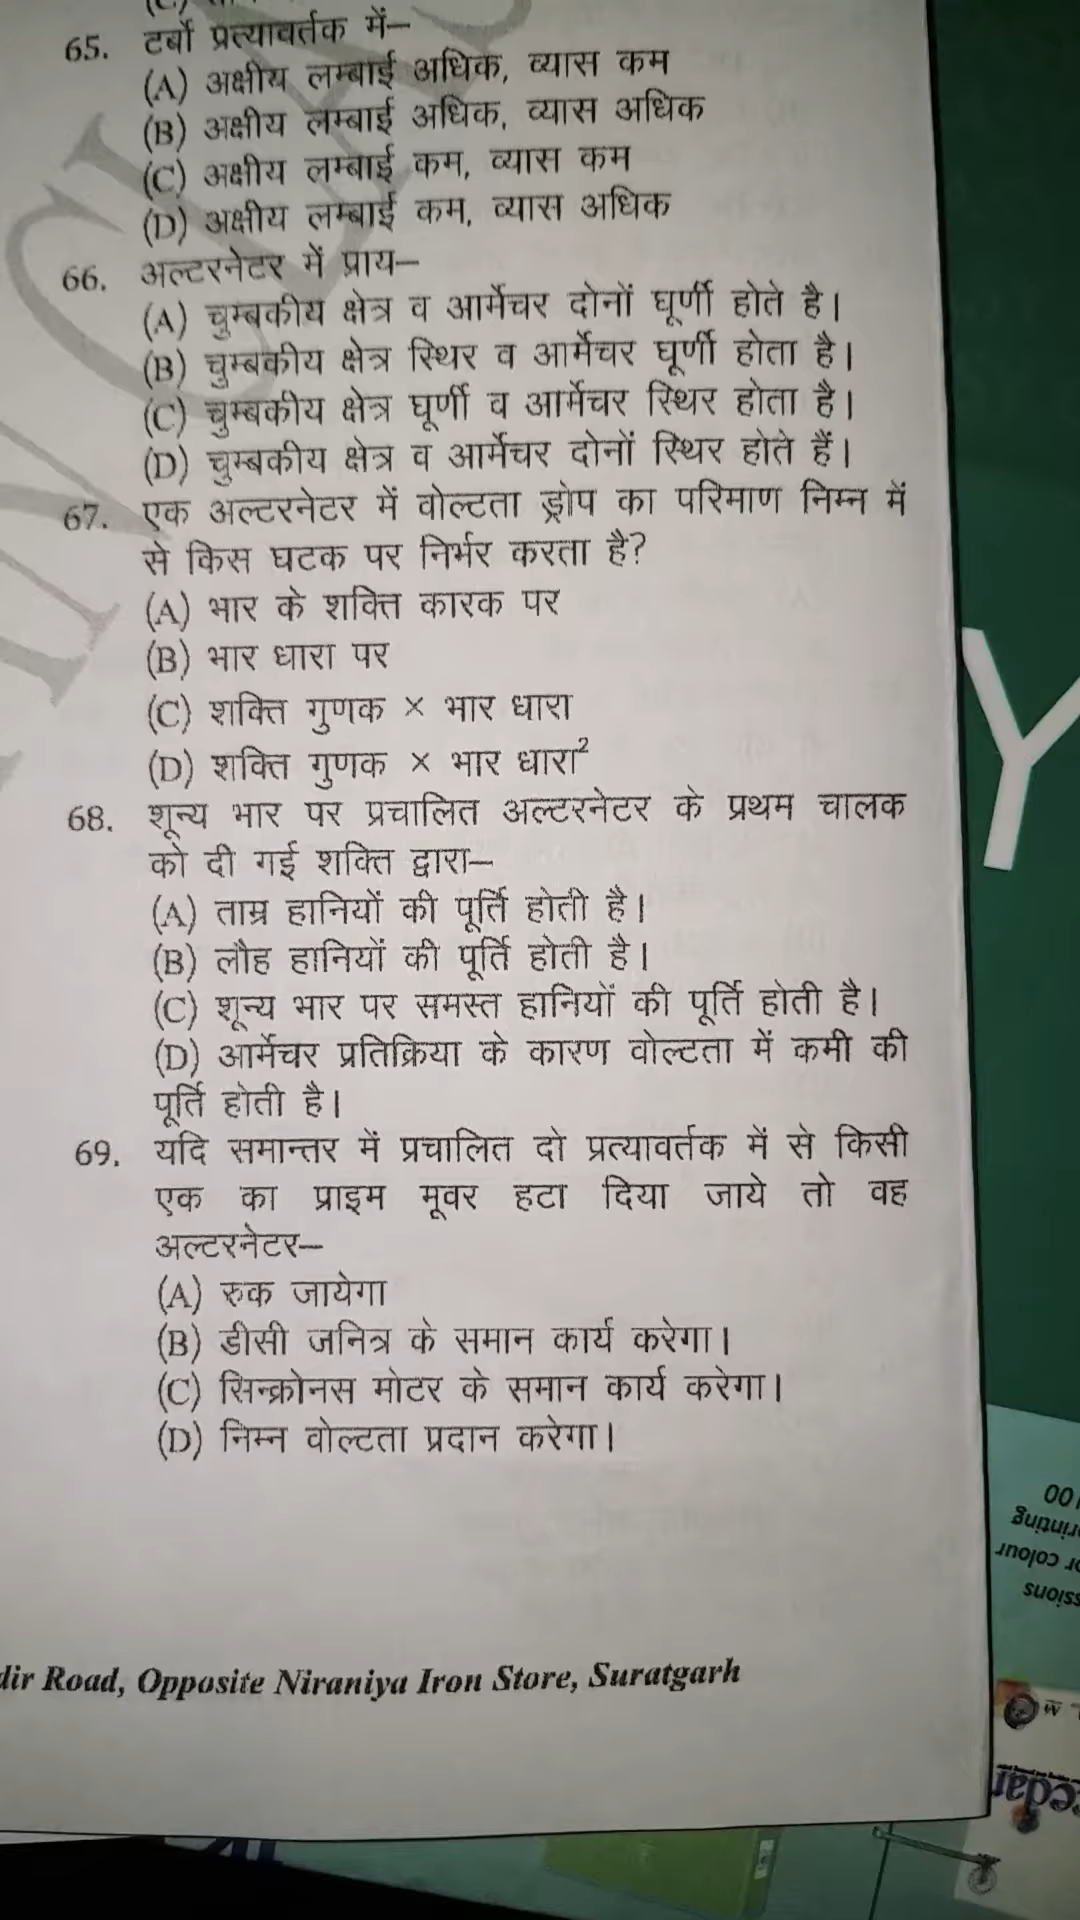 65. टर्बो प्रत्यावर्तक में–
(A) अक्षीय लम्बाई अधिक, व्यास कम
(B) अक्षीय लम्बाई अधिक, व्यास अधिक
(C) अक्षीय लम्बाई कम, व्यास कम
(D) अक्षीय लम्बाई कम, व्यास अधिक
66. अल्टरनेटर में प्राय–
(A) चुम्बकीय क्षेत्र व आर्मेचर दोनों घूर्णी होते है।
(B) चुम्बकीय क्षेत्र स्थिर व आर्मेचर घूर्णी होता है।
(C) चुम्बकीय क्षेत्र घूर्णी व आर्मेचर स्थिर होता है।
(D) चुम्बकीय क्षेत्र व आर्मेचर दोनों स्थिर होते हैं।
67. एक अल्टरनेटर में वोल्टता ड्रोप का परिमाण निम्न में
से किस घटक पर निर्भर करता है?
(A) भार के शक्ति कारक पर
(B) भार धारा पर
(C) शक्ति गुणक × भार धारा
(D) शक्ति गुणक × भार धारा²
68. शून्य भार पर प्रचालित अल्टरनेटर के प्रथम चालक
को दी गई शक्ति द्वारा–
(A) ताम्र हानियों की पूर्ति होती है।
(B) लौह हानियों की पूर्ति होती है।
(C) शून्य भार पर समस्त हानियों की पूर्ति होती है।
(D) आर्मेचर प्रतिक्रिया के कारण वोल्टता में कमी की
पूर्ति होती है।
69. यदि समान्तर में प्रचालित दो प्रत्यावर्तक में से किसी
एक का प्राइम मूवर हटा दिया जाये तो वह
अल्टरनेटर–
(A) रुक जायेगा
(B) डीसी जनित्र के समान कार्य करेगा।
(C) सिन्क्रोनस मोटर के समान कार्य करेगा।
(D) निम्न वोल्टता प्रदान करेगा।
Road, Opposite Niraniya Iron Store, Suratgarh
Y
colour